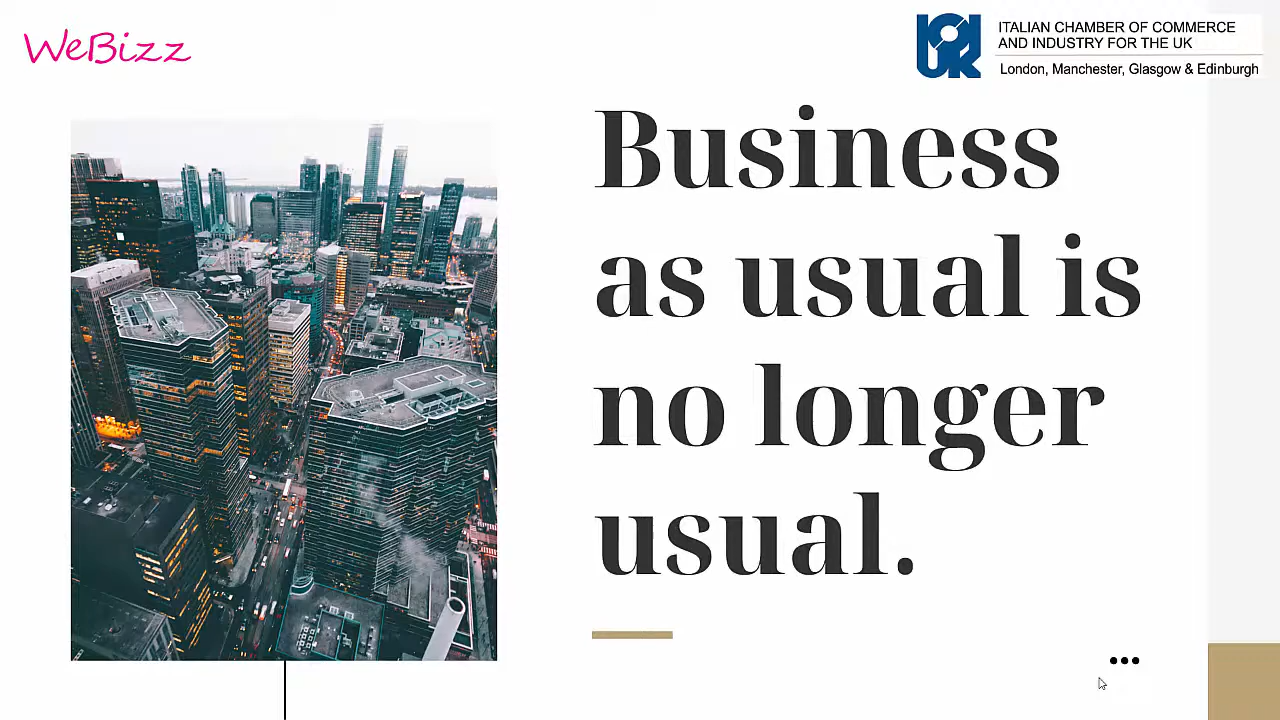 WeBizz
ITALIAN CHAMBER OF COMMERCE
AND INDUSTRY FOR THE UK
London, Manchester, Glasgow & Edinburgh
Business
as usual is
no longer
usual.